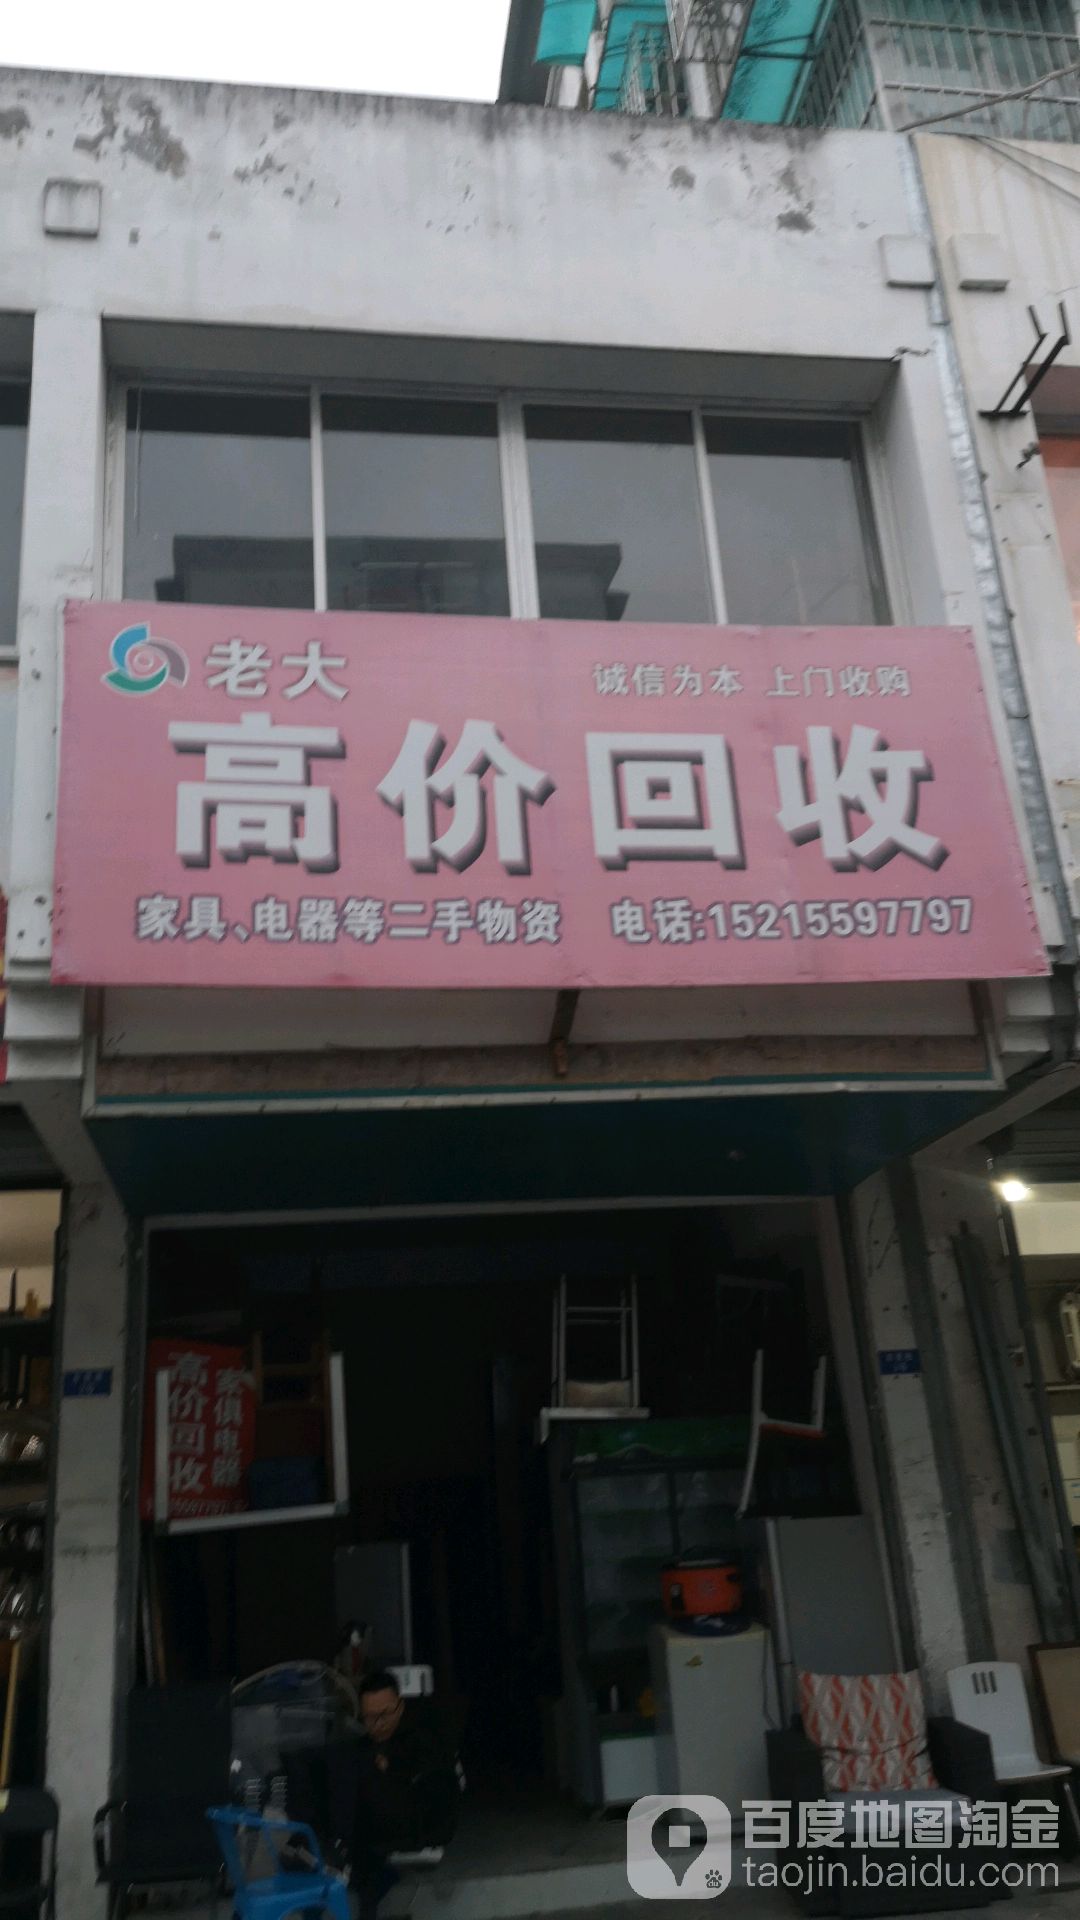 老大
诚信为本 上门收购
高价回收
家具、电器等二手物资 电话:15215597797
家俱电器
高价回收
百度地图淘金
taojin.baidu.com